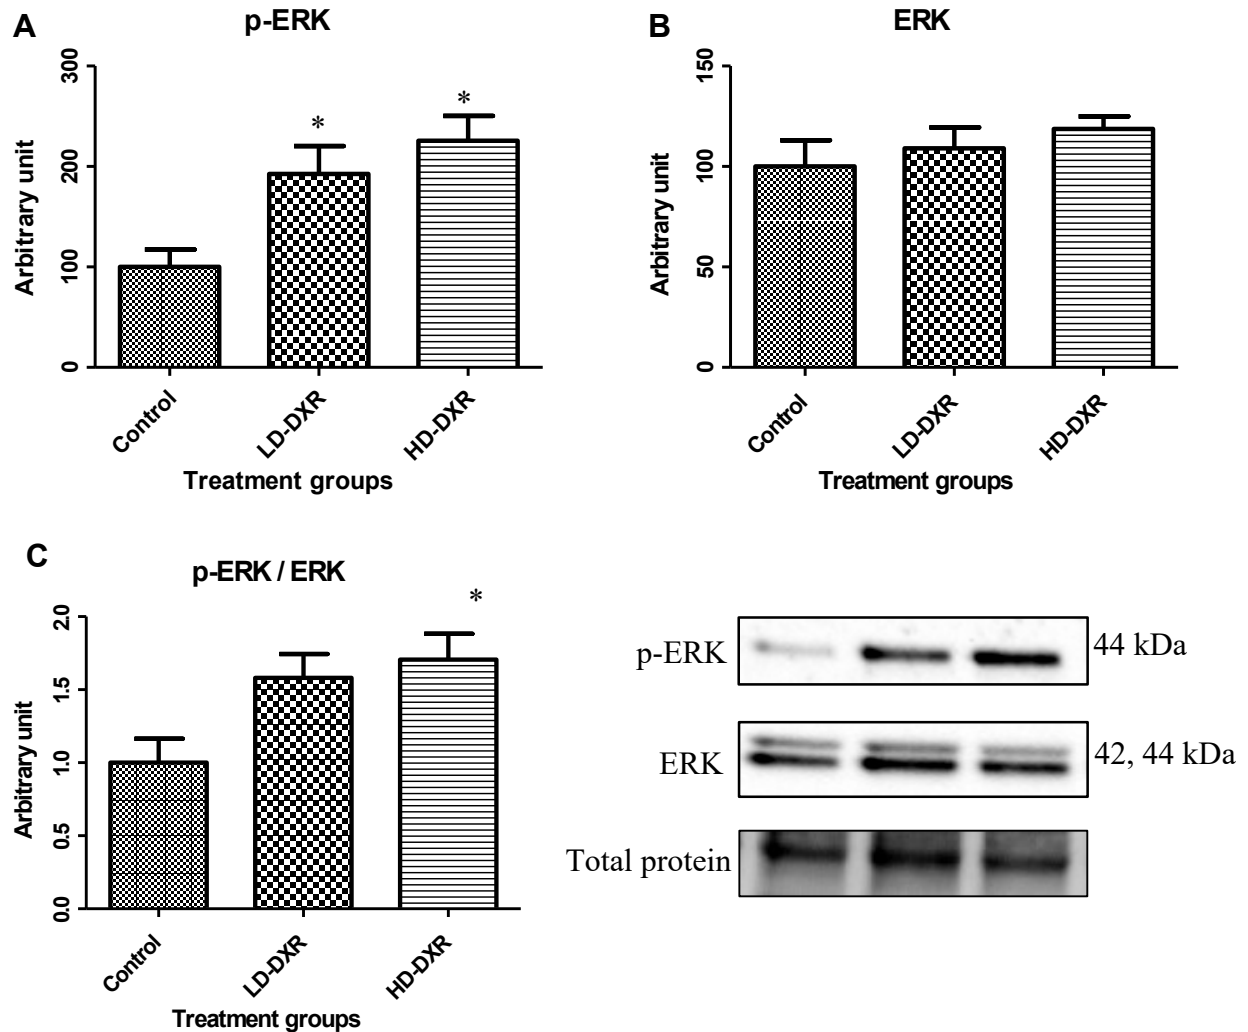 A
p-ERK
Arbitrary unit
300
200
100
0
*
*
Control
LD-DXR
HD-DXR
Treatment groups
B
ERK
Arbitrary unit
150
100
50
0
Control
LD-DXR
HD-DXR
Treatment groups
C
p-ERK / ERK
Arbitrary unit
2.0
1.5
1.0
0.5
0.0
*
Control
LD-DXR
HD-DXR
Treatment groups
p-ERK
44 kDa
ERK
42, 44 kDa
Total protein